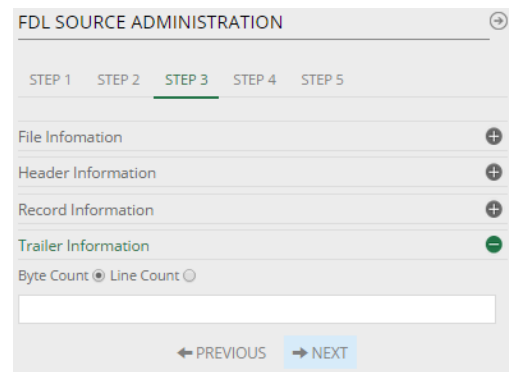 FDL SOURCE ADMINISTRATION
STEP 1 STEP 2 STEP 3 STEP 4 STEP 5
File Infomation
Header Information
Record Information
Trailer Information
Byte Count Line Count
PREVIOUS NEXT